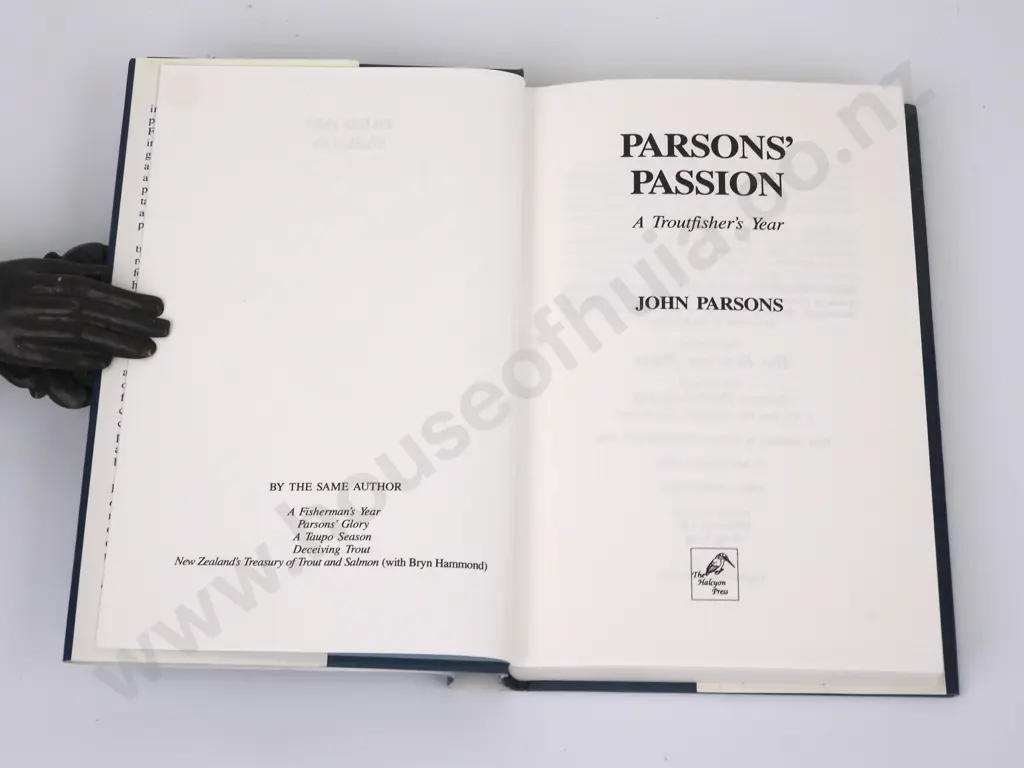 BY THE SAME AUTHOR
A Fisherman's Year
Parsons' Glory
A Taupo Season
Deceiving Trout
New Zealand's Treasury of Trout and Salmon (with Bryn Hammond)
PARSONS'
PASSION
A Troutfisher's Year
JOHN PARSONS
The
Halcyon
Press
www.houseofhuia.co.nz